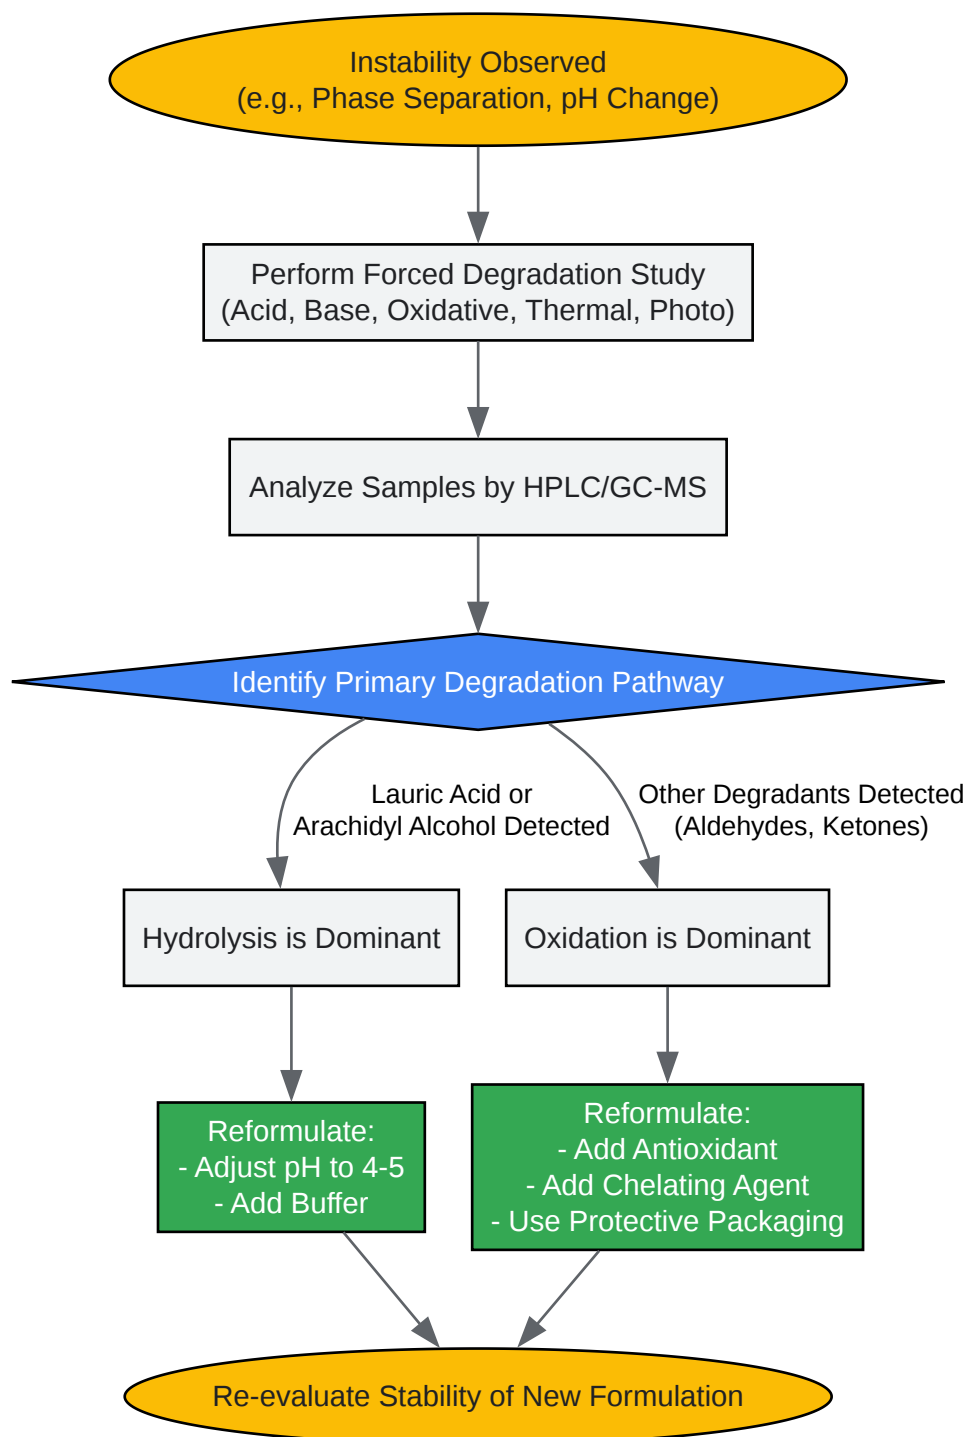 Instability Observed
(e.g., Phase Separation, pH Change)
Perform Forced Degradation Study
(Acid, Base, Oxidative, Thermal, Photo)
Analyze Samples by HPLC/GC-MS
Identify Primary Degradation Pathway
Lauric Acid or
Arachidyl Alcohol Detected
Other Degradants Detected
(Aldehydes, Ketones)
Hydrolysis is Dominant
Oxidation is Dominant
Reformulate:
- Adjust pH to 4-5
- Add Buffer
Reformulate:
- Add Antioxidant
- Add Chelating Agent
- Use Protective Packaging
Re-evaluate Stability of New Formulation